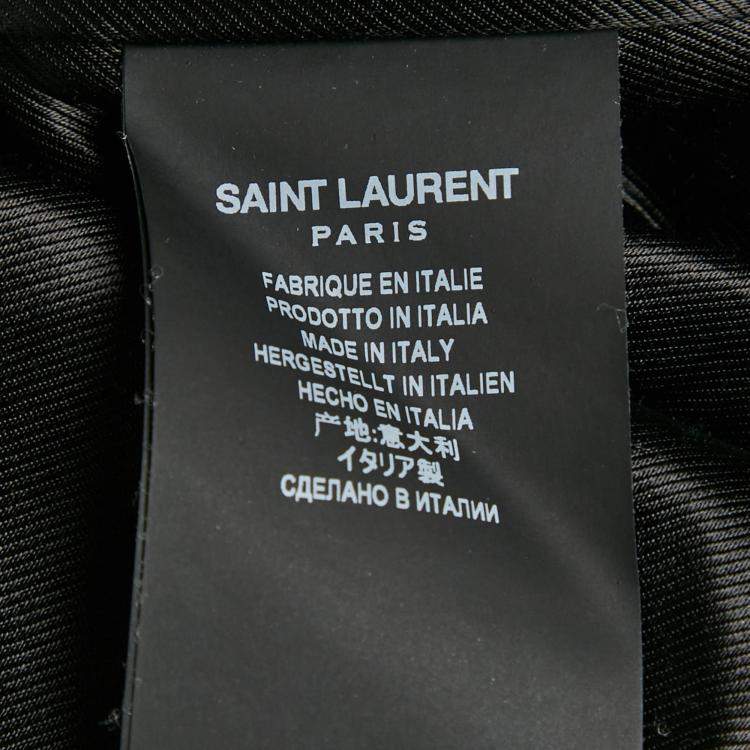 SAINT LAURENT
PARIS
FABRIQUE EN ITALIE
PRODOTTO IN ITALIA
MADE IN ITALY
HERGESTELLT IN ITALIEN
HECHO EN ITALIA
产地:意大利
イタリア製
СДЕЛАНО В ИТАЛИИ